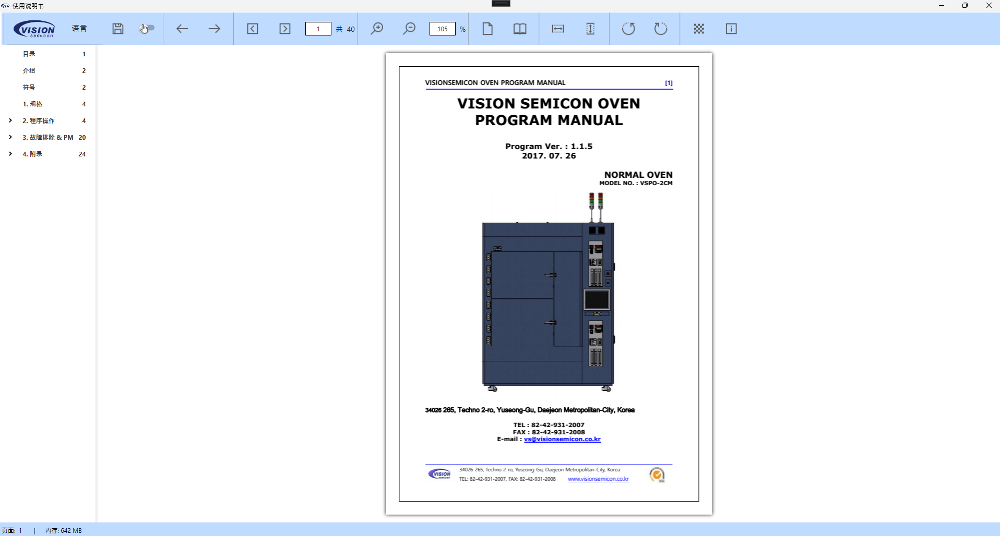 使用说明书
VISION
semicon
语言
1
共 40
105
%
目录 1
介绍 2
符号 2
1. 规格 4
2. 程序操作 4
3. 故障排除 & PM 20
4. 附录 24
VISIONSEMICON OVEN PROGRAM MANUAL [1]
VISION SEMICON OVEN
PROGRAM MANUAL
Program Ver. : 1.1.5
2017. 07. 26
NORMAL OVEN
MODEL NO. : VSPO-2CM
34026 265, Techno 2-ro, Yuseong-Gu, Daejeon Metropolitan-City, Korea
TEL : 82-42-931-2007
FAX : 82-42-931-2008
E-mail : vs@visionsemicon.co.kr
VISION
semicon
34026 265, Techno 2-ro, Yuseong-Gu, Daejeon Metropolitan-City, Korea
TEL: 82-42-931-2007, FAX: 82-42-931-2008 www.visionsemicon.co.kr
SGS
页面: 1 | 内存: 642 MB